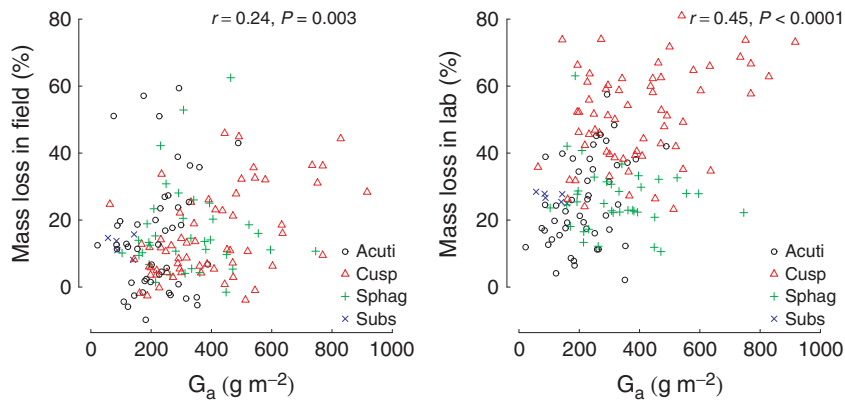 r = 0.24, P = 0.003
Mass loss in field (%)
80
60
40
20
0
Acuti
Cusp
Sphag
Subs
0 200 400 600 800 1000
Gₐ (g m⁻²)
r = 0.45, P < 0.0001
Mass loss in lab (%)
80
60
40
20
0
Acuti
Cusp
Sphag
Subs
0 200 400 600 800 1000
Gₐ (g m⁻²)